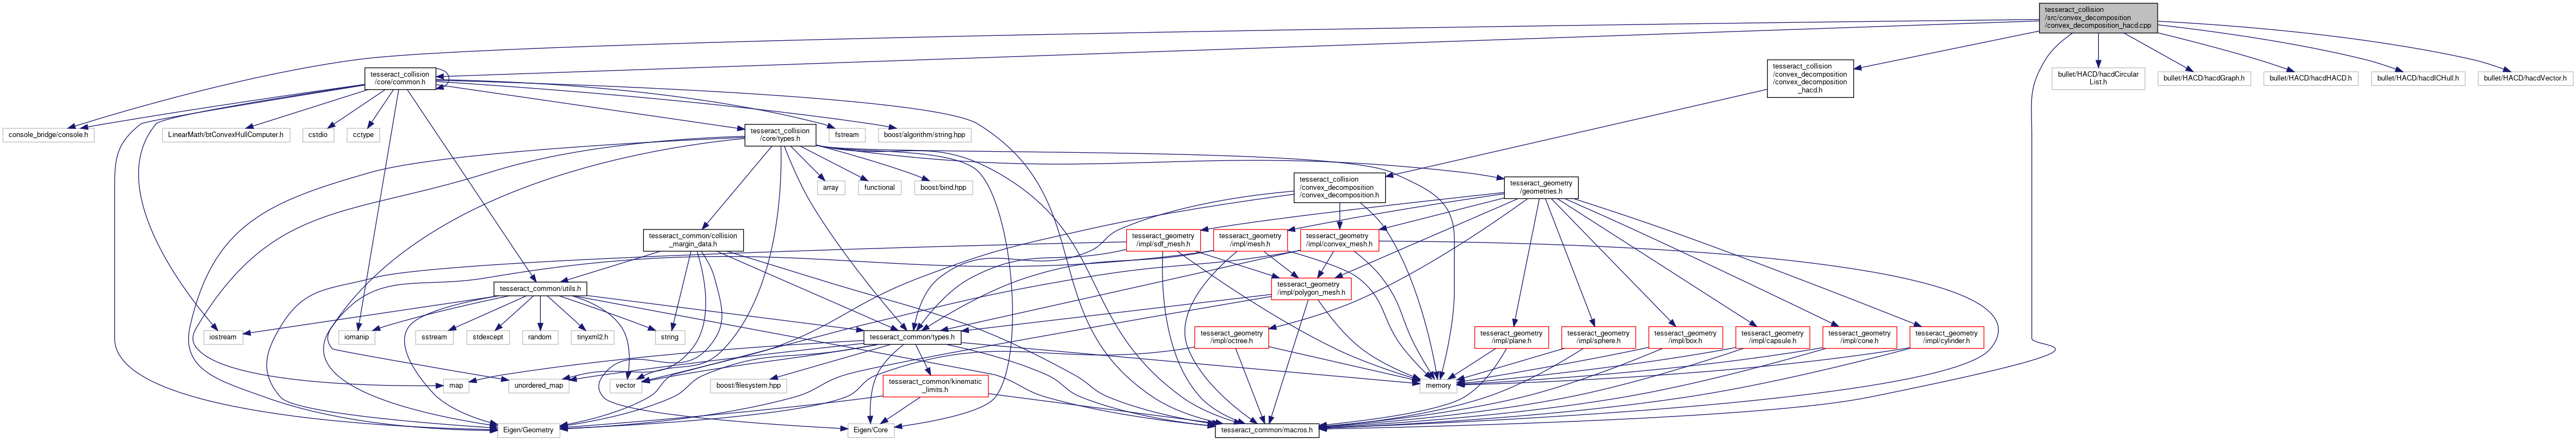 tesseract_collision
/src/convex_decomposition
/convex_decomposition_hacd.cpp
tesseract_collision
/core/common.h
tesseract_collision
/convex_decomposition
/convex_decomposition
_hacd.h
bullet/HACD/hacdCircular
List.h
bullet/HACD/hacdGraph.h
bullet/HACD/hacdHACD.h
bullet/HACD/hacdICHull.h
bullet/HACD/hacdVector.h
console_bridge/console.h
LinearMath/btConvexHullComputer.h
cstdio
cctype
tesseract_collision
/core/types.h
fstream
boost/algorithm/string.hpp
array
functional
boost/bind.hpp
tesseract_collision
/convex_decomposition
/convex_decomposition.h
tesseract_geometry
/geometries.h
tesseract_common/collision
_margin_data.h
tesseract_geometry
/impl/sdf_mesh.h
tesseract_geometry
/impl/mesh.h
tesseract_geometry
/impl/convex_mesh.h
tesseract_common/utils.h
tesseract_geometry
/impl/polygon_mesh.h
iostream
iomanip
sstream
stdexcept
random
tinyxml2.h
string
tesseract_common/types.h
tesseract_geometry
/impl/octree.h
tesseract_geometry
/impl/plane.h
tesseract_geometry
/impl/sphere.h
tesseract_geometry
/impl/box.h
tesseract_geometry
/impl/capsule.h
tesseract_geometry
/impl/cone.h
tesseract_geometry
/impl/cylinder.h
map
unordered_map
vector
boost/filesystem.hpp
tesseract_common/kinematic
_limits.h
memory
Eigen/Geometry
Eigen/Core
tesseract_common/macros.h